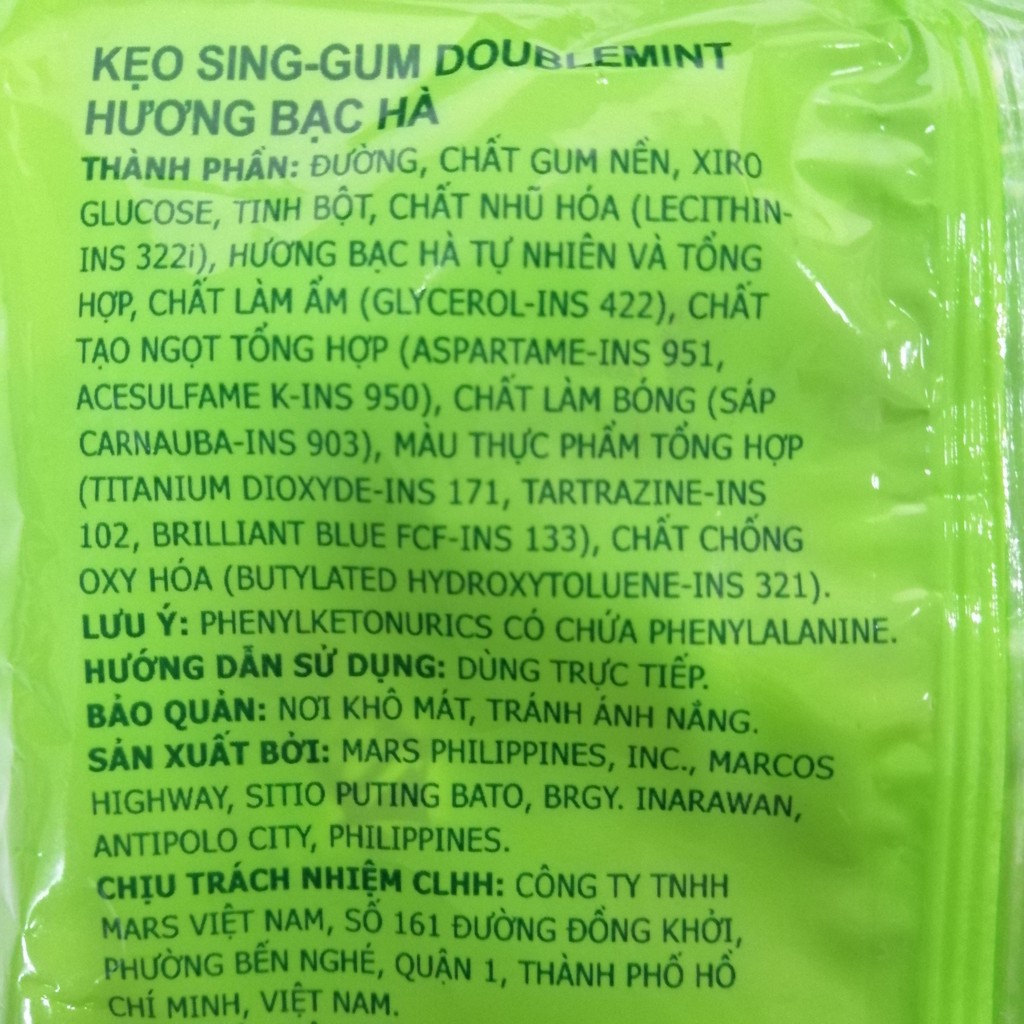 KẸO SING-GUM DOUBLEMINT
HƯƠNG BẠC HÀ
THÀNH PHẦN: ĐƯỜNG, CHẤT GUM NỀN, XIRO
GLUCOSE, TINH BỘT, CHẤT NHŨ HÓA (LECITHIN-
INS 322i), HƯƠNG BẠC HÀ TỰ NHIÊN VÀ TỔNG
HỢP, CHẤT LÀM ẨM (GLYCEROL-INS 422), CHẤT
TẠO NGỌT TỔNG HỢP (ASPARTAME-INS 951,
ACESULFAME K-INS 950), CHẤT LÀM BÓNG (SÁP
CARNAUBA-INS 903), MÀU THỰC PHẨM TỔNG HỢP
(TITANIUM DIOXYDE-INS 171, TARTRAZINE-INS
102, BRILLIANT BLUE FCF-INS 133), CHẤT CHỐNG
OXY HÓA (BUTYLATED HYDROXYTOLUENE-INS 321).
LƯU Ý: PHENYLKETONURICS CÓ CHỨA PHENYLALANINE.
HƯỚNG DẪN SỬ DỤNG: DÙNG TRỰC TIẾP.
BẢO QUẢN: NƠI KHÔ MÁT, TRÁNH ÁNH NẮNG.
SẢN XUẤT BỞI: MARS PHILIPPINES, INC., MARCOS
HIGHWAY, SITIO PUTING BATO, BRGY. INARAWAN,
ANTIPOLO CITY, PHILIPPINES.
CHỊU TRÁCH NHIỆM CLHH: CÔNG TY TNHH
MARS VIỆT NAM, SỐ 161 ĐƯỜNG ĐỒNG KHỞI,
PHƯỜNG BẾN NGHÉ, QUẬN 1, THÀNH PHỐ HỒ
CHÍ MINH, VIỆT NAM.